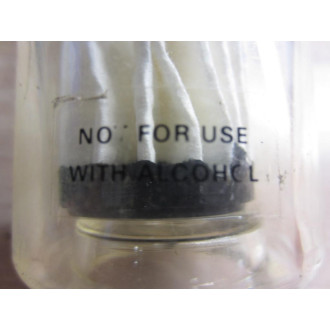 NOT FOR USE
WITH ALCOHOL